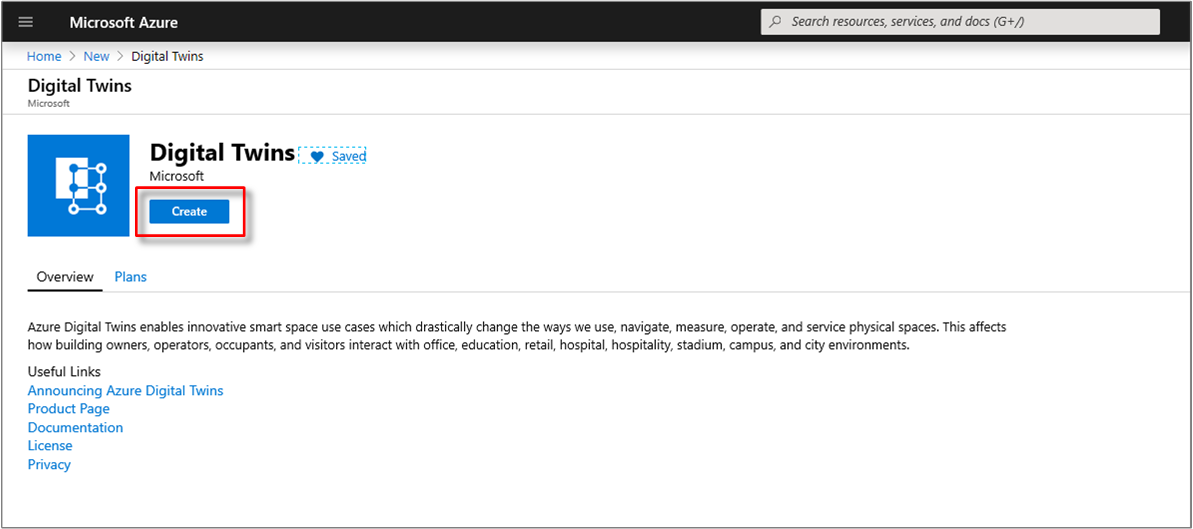 Microsoft Azure
Search resources, services, and docs (G+/)
Home > New > Digital Twins
Digital Twins
Microsoft
Digital Twins Saved
Microsoft
Create
Overview Plans
Azure Digital Twins enables innovative smart space use cases which drastically change the ways we use, navigate, measure, operate, and service physical spaces. This affects
how building owners, operators, occupants, and visitors interact with office, education, retail, hospital, hospitality, stadium, campus, and city environments.
Useful Links
Announcing Azure Digital Twins
Product Page
Documentation
License
Privacy